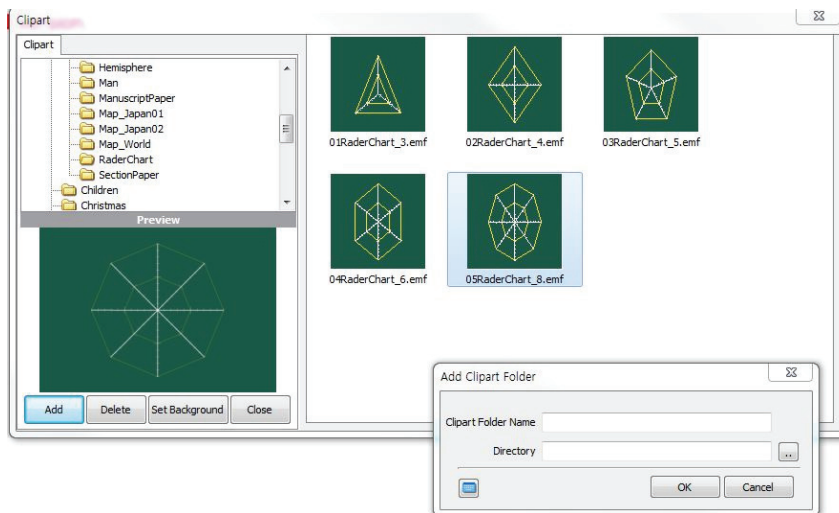 Clipart
Clipart
Hemisphere
Man
ManuscriptPaper
Map_Japan01
Map_Japan02
Map_World
RaderChart
SectionPaper
Children
Christmas
Preview
Add Delete Set Background Close
01RaderChart_3.emf 02RaderChart_4.emf 03RaderChart_5.emf
04RaderChart_6.emf 05RaderChart_8.emf
Add Clipart Folder
Clipart Folder Name
Directory ..
OK Cancel